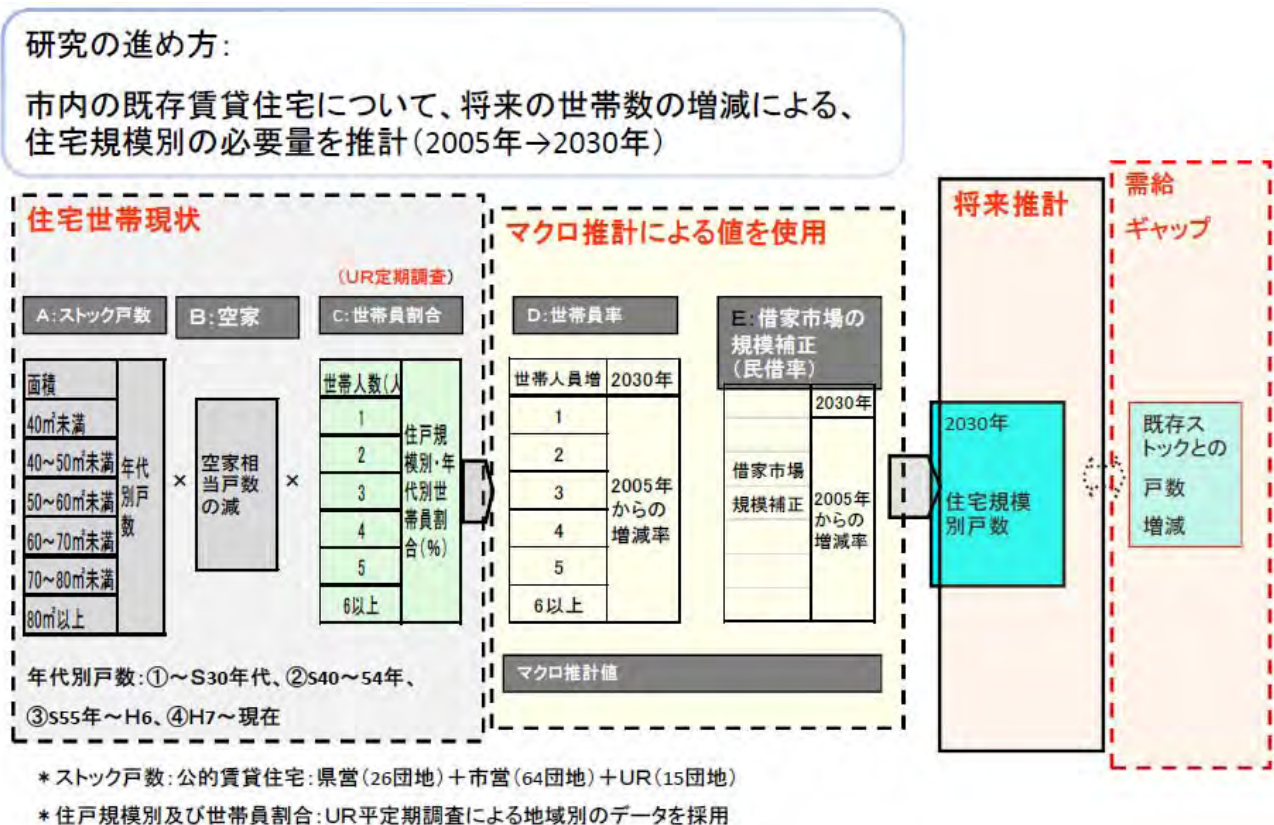 研究の進め方:
市内の既存賃貸住宅について、将来の世帯数の増減による、
住宅規模別の必要量を推計(2005年→2030年)
住宅世帯現状
(UR定期調査)
A:ストック戸数
B:空家
C:世帯員割合
面積
40㎡未満
40~50㎡未満
50~60㎡未満
60~70㎡未満
70~80㎡未満
80㎡以上
年代
別戸
数
×
空家相
当戸数
の減
×
世帯人数(人
1
2
3
4
5
6以上
住戸規
模別・年
代別世
帯員割
合(%)
年代別戸数:①~S30年代、②S40~54年、
③S55年~H6、④H7~現在
マクロ推計による値を使用
D:世帯員率
世帯人員増
2030年
1
2
3
4
5
6以上
2005年
からの
増減率
E:借家市場の
規模補正
(民借率)
2030年
借家市場
規模補正
2005年
からの
増減率
マクロ推計値
将来推計
2030年
住宅規模
別戸数
需給
ギャップ
既存ス
トックとの
戸数
増減
*ストック戸数:公的賃貸住宅:県営(26団地)+市営(64団地)+UR(15団地)
*住戸規模別及び世帯員割合:UR平定期調査による地域別のデータを採用